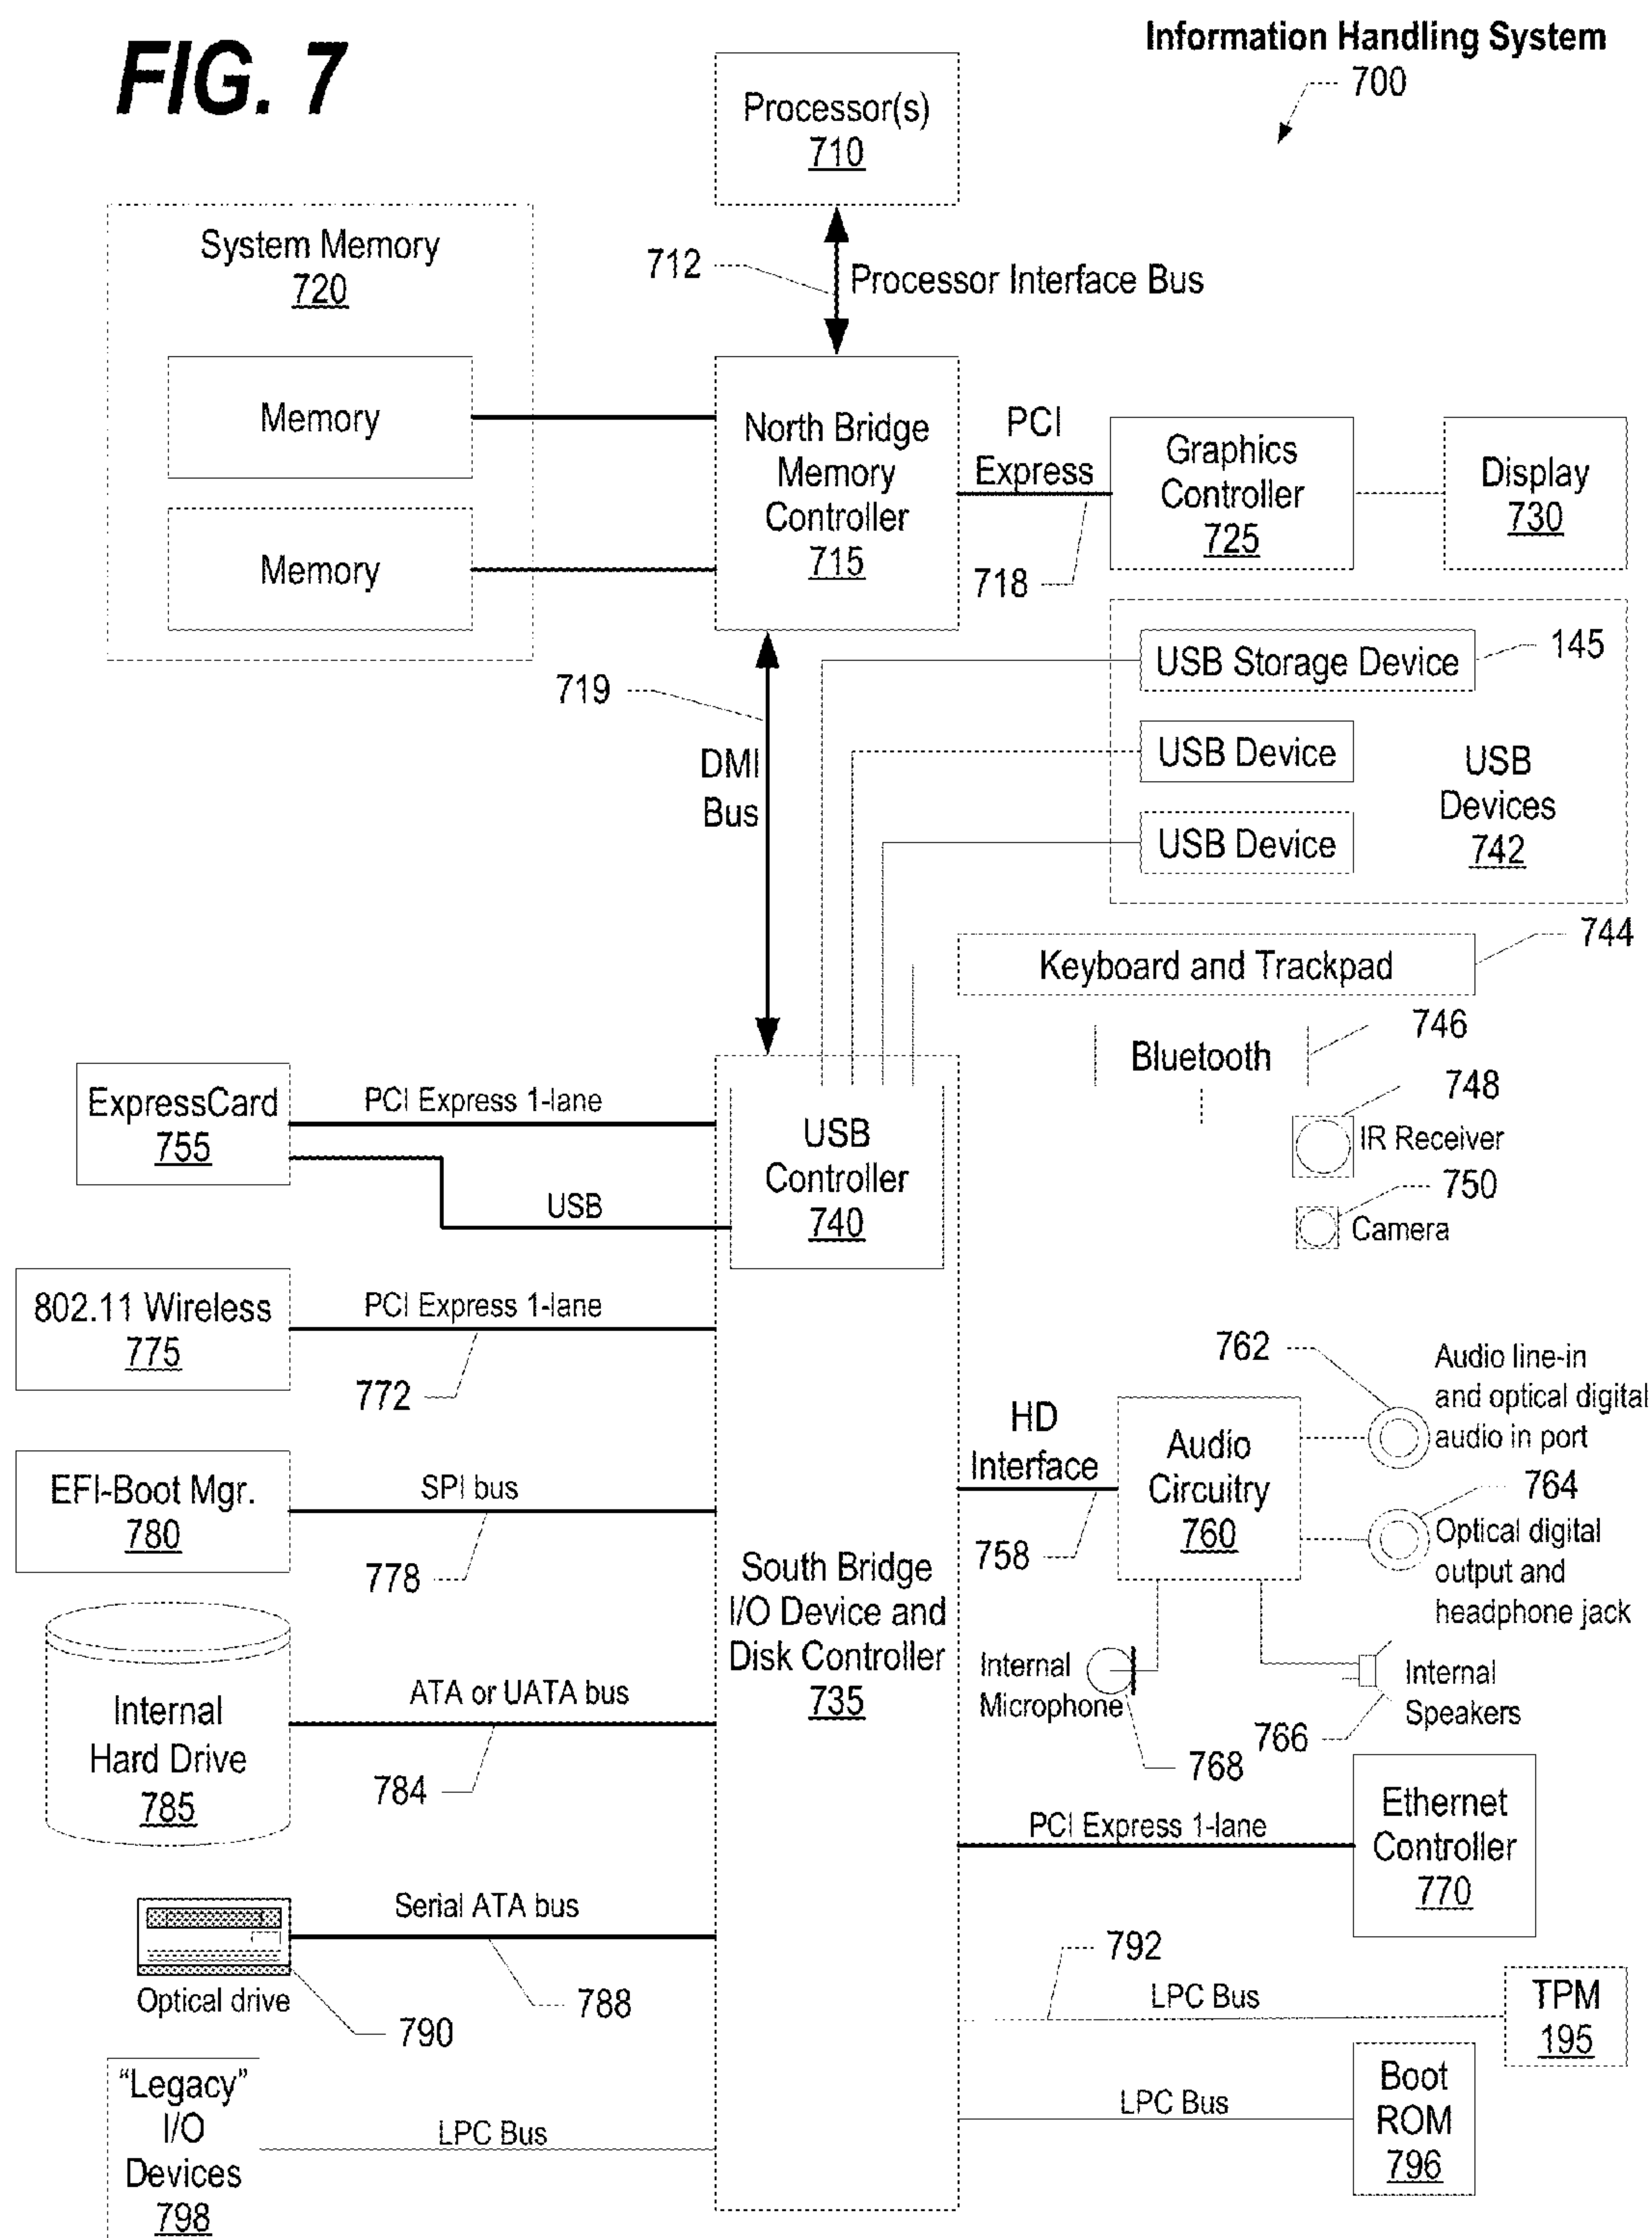 FIG. 7
Information Handling System
700
Processor(s)
710
System Memory
720
712
Processor Interface Bus
Memory
Memory
North Bridge
Memory
Controller
715
PCI
Express
718
Graphics
Controller
725
Display
730
719
DMI
Bus
USB Storage Device
145
USB Device
USB Device
USB
Devices
742
744
Keyboard and Trackpad
746
Bluetooth
748
IR Receiver
750
Camera
ExpressCard
755
PCI Express 1-lane
USB
USB
Controller
740
802.11 Wireless
775
PCI Express 1-lane
772
762
Audio line-in
and optical digital
audio in port
HD
Interface
758
Audio
Circuitry
760
764
Optical digital
output and
headphone jack
EFI-Boot Mgr.
780
SPI bus
778
South Bridge
I/O Device and
Disk Controller
735
Internal
Microphone
768
Internal
Speakers
766
Internal
Hard Drive
785
ATA or UATA bus
784
PCI Express 1-lane
Ethernet
Controller
770
Serial ATA bus
788
Optical drive
790
792
LPC Bus
TPM
195
"Legacy"
I/O
Devices
798
LPC Bus
LPC Bus
Boot
ROM
796